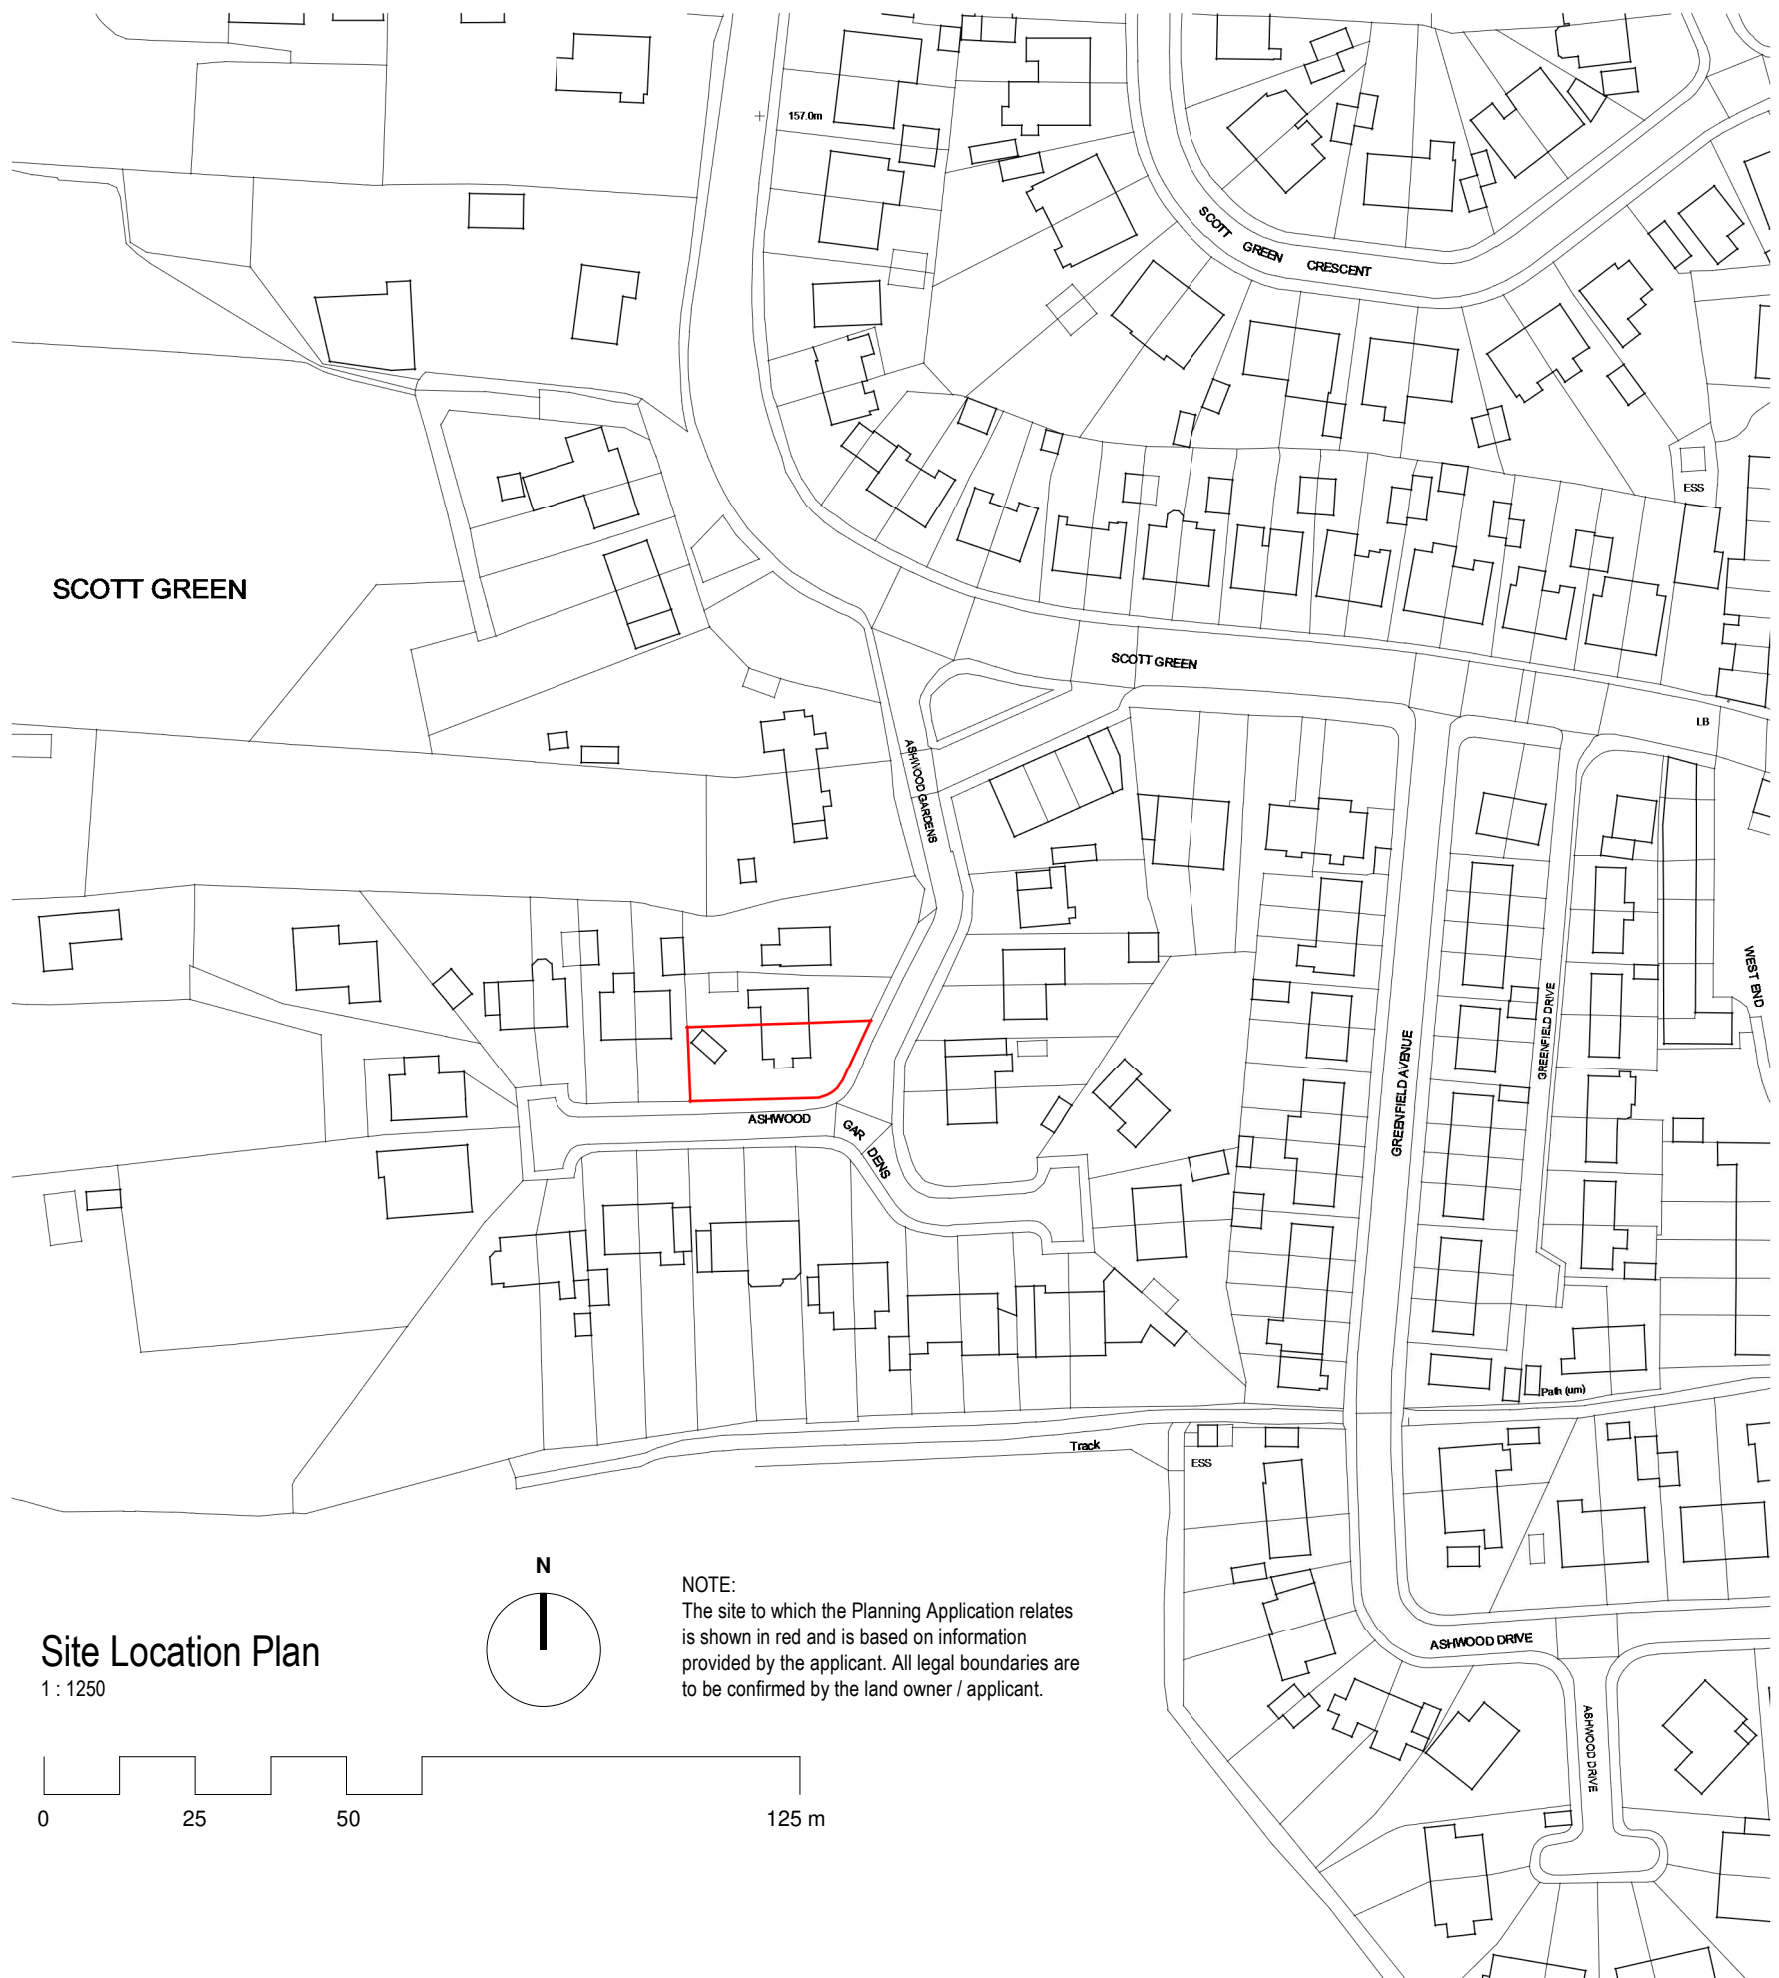 157.0m
SCOTT GREEN CRESCENT
ESS
SCOTT GREEN
SCOTT GREEN
LB
ASHWOOD GARDENS
WEST END
GREENFIELD DRIVE
GREENFIELD AVENUE
ASHWOOD GARDENS
Path (um)
Track
ESS
N
NOTE:
The site to which the Planning Application relates
is shown in red and is based on information
provided by the applicant. All legal boundaries are
to be confirmed by the land owner / applicant.
Site Location Plan
1 : 1250
ASHWOOD DRIVE
ASHWOOD DRIVE
0 25 50 125 m